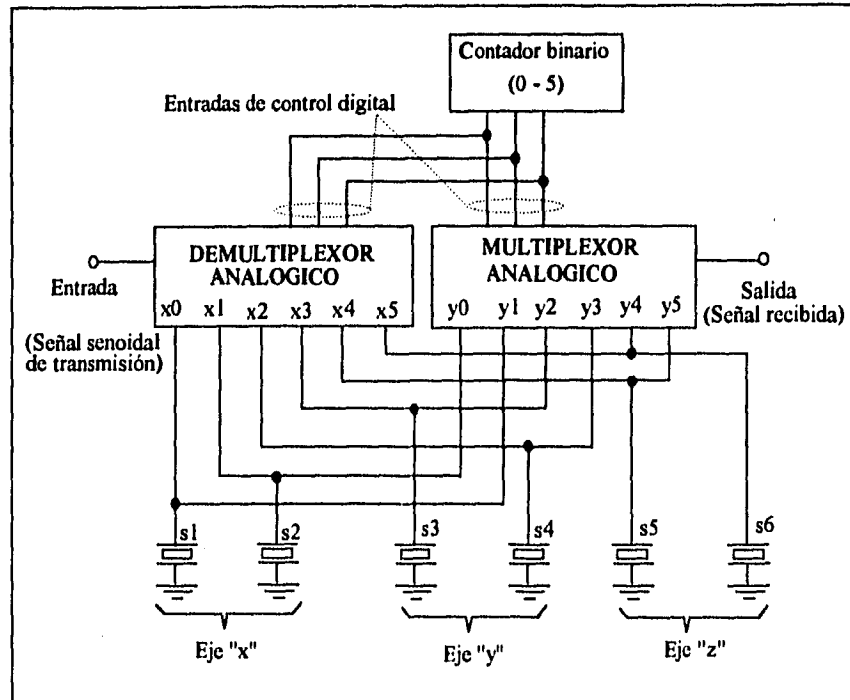 Contador binario
(0 - 5)
Entradas de control digital
DEMULTIPLEXOR
ANALOGICO
MULTIPLEXOR
ANALOGICO
Entrada
x0 x1 x2 x3 x4 x5
y0 y1 y2 y3 y4 y5
Salida
(Señal recibida)
(Señal senoidal
de transmisión)
s1 s2 s3 s4 s5 s6
Eje "x" Eje "y" Eje "z"